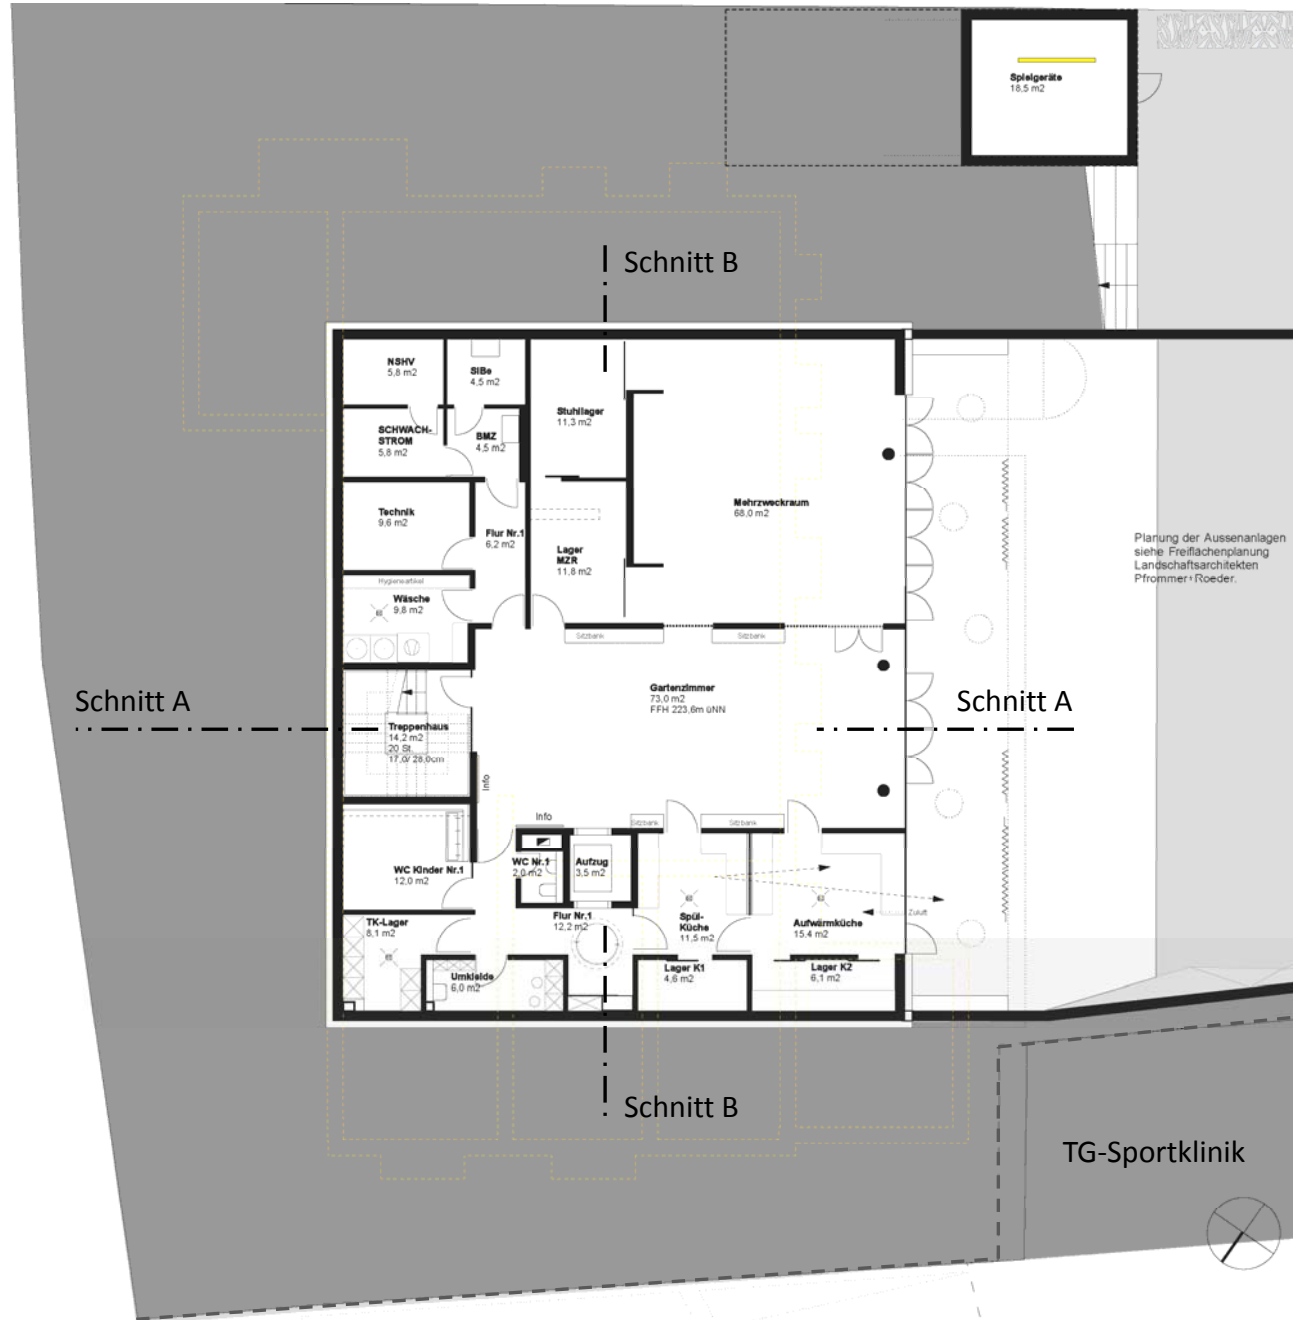 Spielgeräte
18,5 m2
Schnitt B
NSHV
5,8 m2
SiBe
4,5 m2
Stuhllager
11,3 m2
SCHWACH-
STROM
5,8 m2
BMZ
4,5 m2
Mehrzweckraum
68,0 m2
Technik
9,6 m2
Flur Nr.1
6,2 m2
Lager
MZR
11,8 m2
Planung der Aussenanlagen
siehe Freiflächenplanung
Landschaftsarchitekten
Pfrommer+Roeder.
Hygieneartikel
Wäsche
9,8 m2
Sitzbank
Sitzbank
Gartenzimmer
73,0 m2
FFH 223,6m üNN
Schnitt A
Schnitt A
Treppenhaus
14,2 m2
20 St.
17,0/ 28,0cm
Info
Info
Sitzbank
Sitzbank
WC Kinder Nr.1
12,0 m2
WC Nr.1
2,0 m2
Aufzug
3,5 m2
TK-Lager
8,1 m2
Flur Nr.1
12,2 m2
Spül-
Küche
11,5 m2
Aufwärmküche
15,4 m2
Zuluft
Umkleide
6,0 m2
Lager K1
4,6 m2
Lager K2
6,1 m2
Schnitt B
TG-Sportklinik